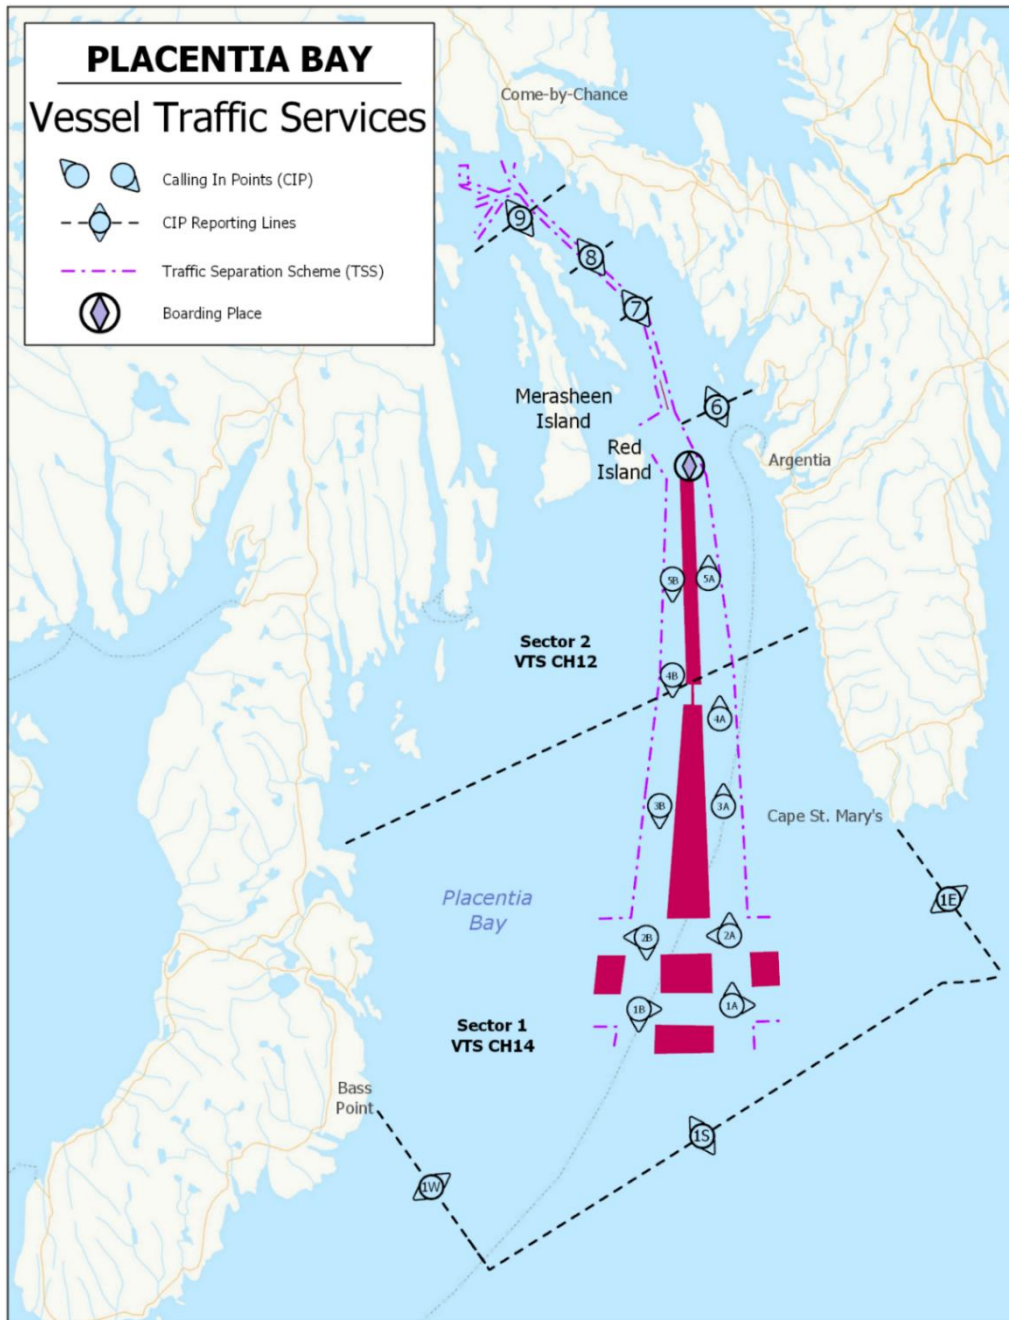 PLACENTIA BAY
Vessel Traffic Services
Calling In Points (CIP)
CIP Reporting Lines
Traffic Separation Scheme (TSS)
Boarding Place
Come-by-Chance
9
8
7
6
Merasheen
Island
Red
Island
Argentia
5B
5A
Sector 2
VTS CH12
4B
4A
3B
3A
Cape St. Mary's
Placentia
Bay
1E
2B
2A
1B
1A
Sector 1
VTS CH14
Bass
Point
1S
1W